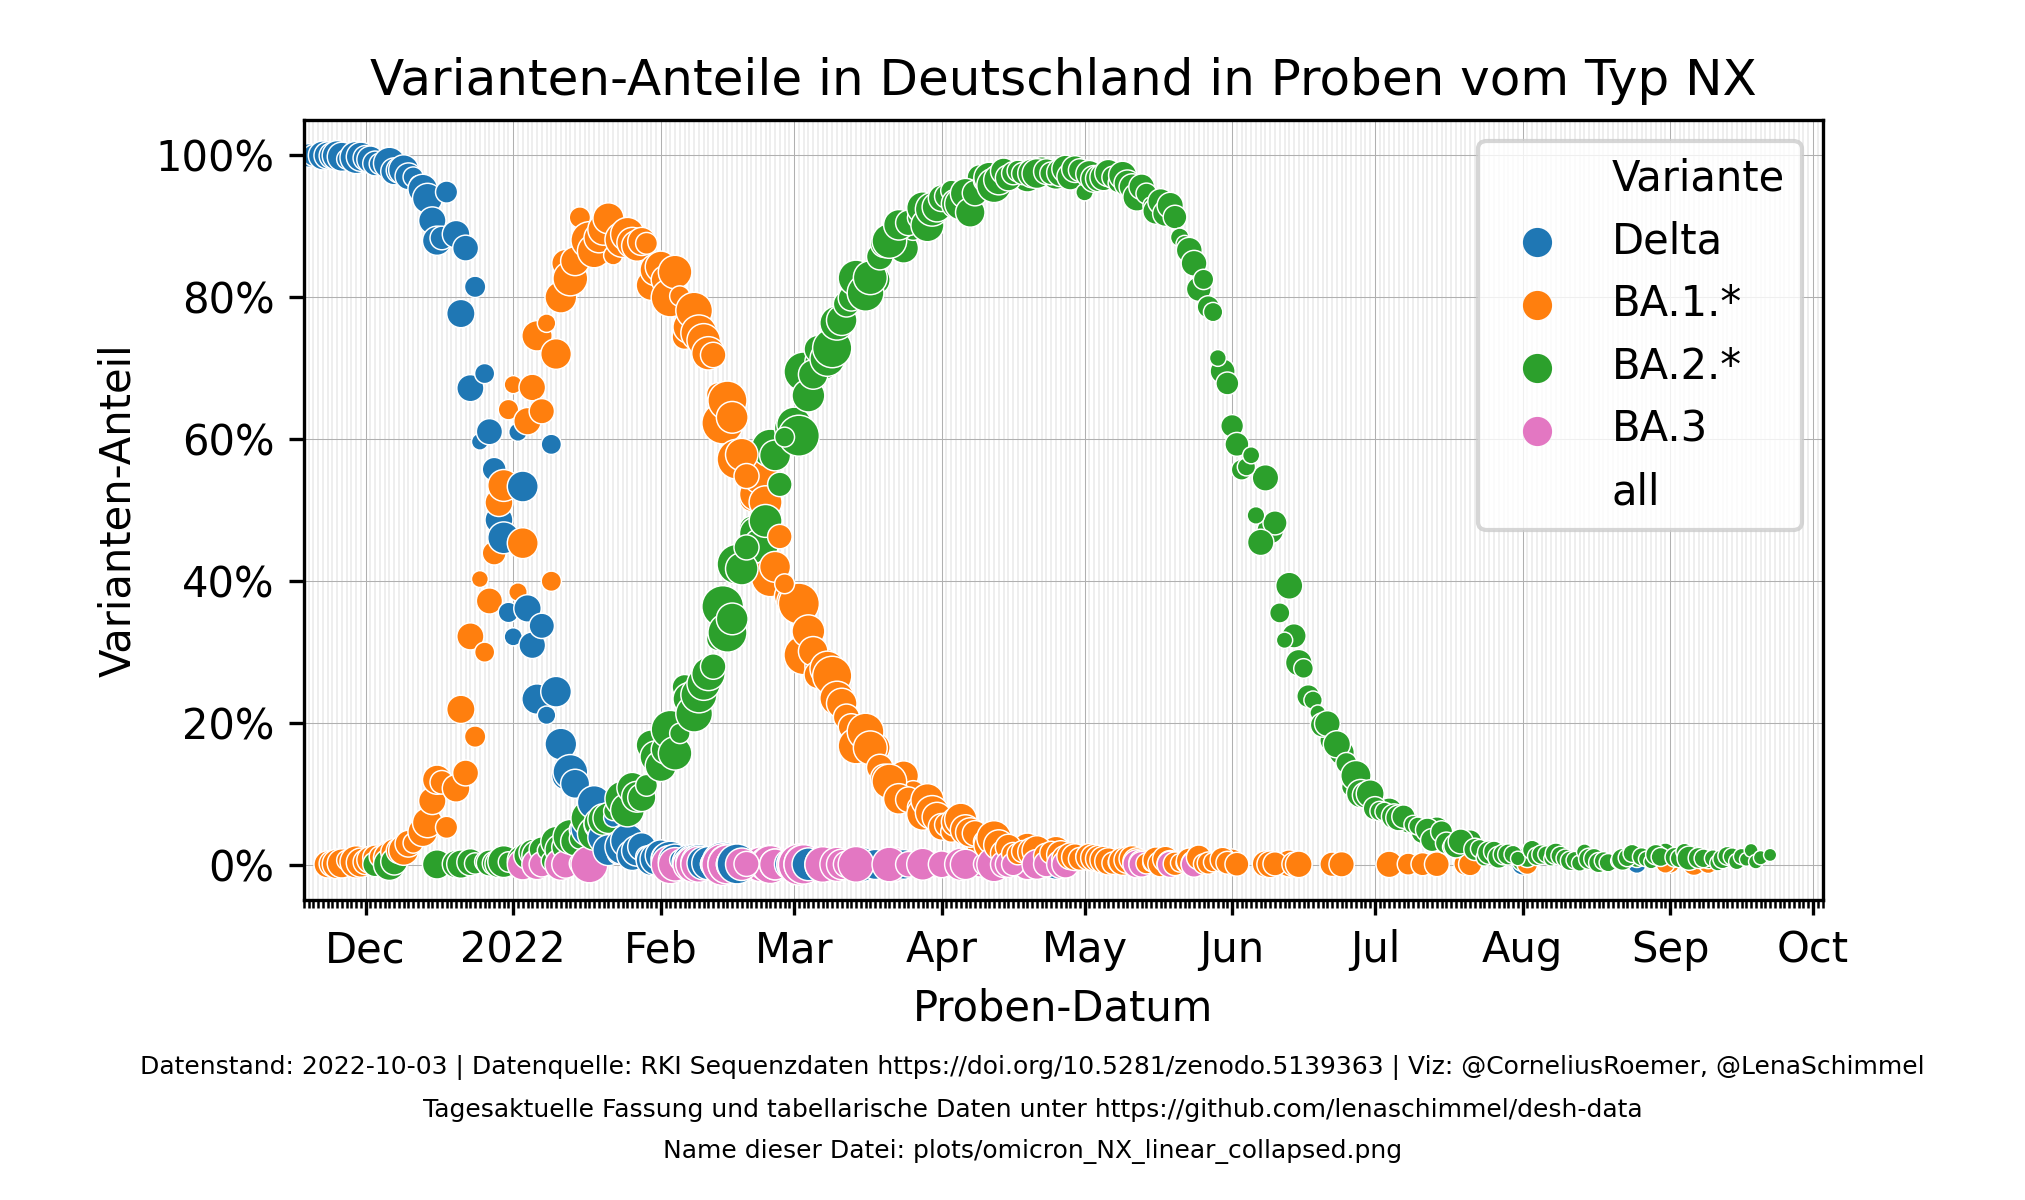 Varianten-Anteile in Deutschland in Proben vom Typ NX
100%
80%
60%
40%
20%
0%
Varianten-Anteil
Variante
Delta
BA.1.*
BA.2.*
BA.3
all
Dec 2022 Feb Mar Apr May Jun Jul Aug Sep Oct
Proben-Datum
Datenstand: 2022-10-03 | Datenquelle: RKI Sequenzdaten https://doi.org/10.5281/zenodo.5139363 | Viz: @CorneliusRoemer, @LenaSchimmel
Tagesaktuelle Fassung und tabellarische Daten unter https://github.com/lenaschimmel/desh-data
Name dieser Datei: plots/omicron_NX_linear_collapsed.png